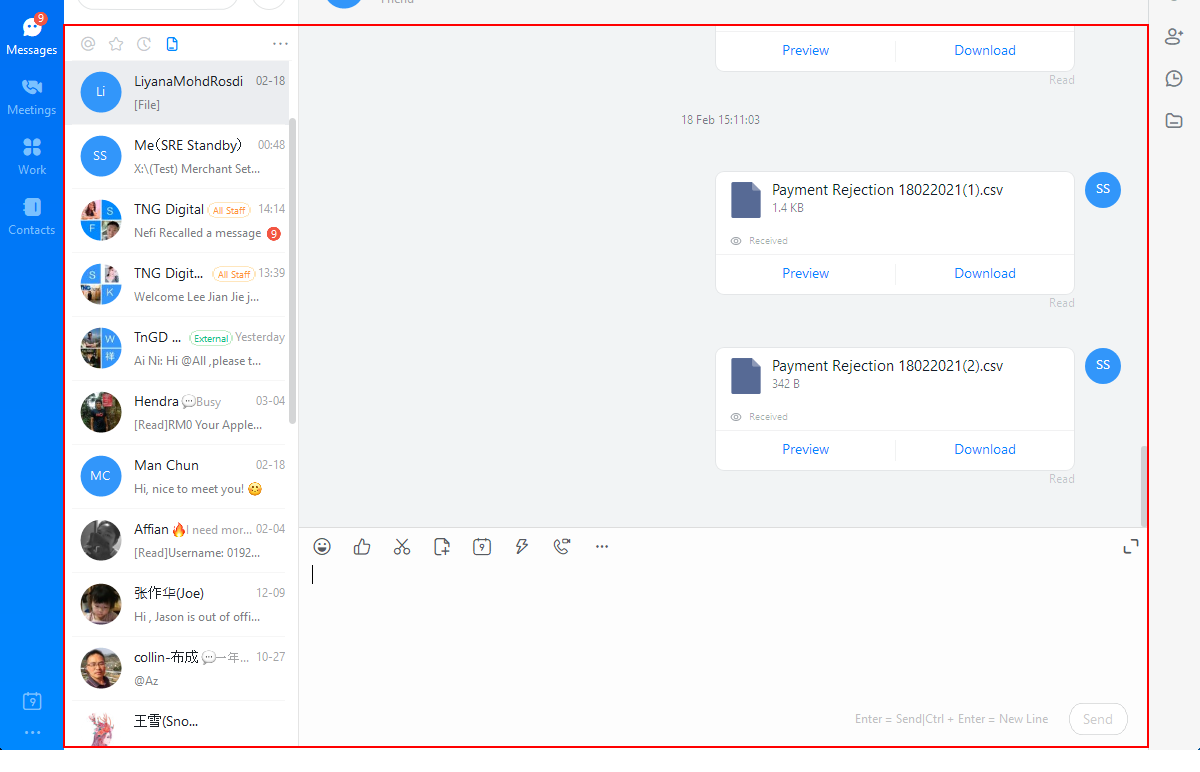 Friend
9
Messages
Meetings
Work
Contacts
9
Li
LiyanaMohdRosdi 02-18
[File]
SS
Me(SRE Standby) 00:48
X:\(Test) Merchant Set...
S
F
TNG Digital All Staff 14:14
Nefi Recalled a message 9
S
K
TNG Digit... All Staff 13:39
Welcome Lee Jian Jie j...
W
禅
TnGD ... External Yesterday
Ai Ni: Hi @All ,please t...
Hendra Busy 03-04
[Read]RM0 Your Apple...
MC
Man Chun 02-18
Hi, nice to meet you!
Affian I need mor... 02-04
[Read]Username: 0192...
张作华(Joe) 12-09
Hi , Jason is out of offi...
collin-布成 一年... 10-27
@Az
王雪(Sno...
Preview Download
Read
18 Feb 15:11:03
Payment Rejection 18022021(1).csv
1.4 KB
SS
Received
Preview Download
Read
Payment Rejection 18022021(2).csv
342 B
SS
Received
Preview Download
Read
9
Enter = Send|Ctrl + Enter = New Line Send